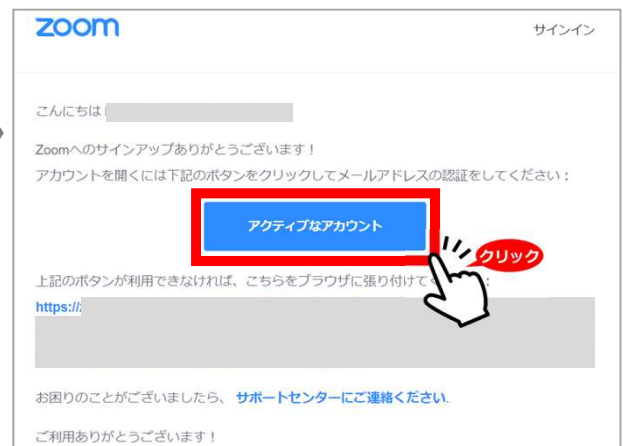 zoom
サインイン
こんにちは
Zoomへのサインアップありがとうございます！
アカウントを開くには下記のボタンをクリックしてメールアドレスの認証をしてください：
アクティブなアカウント
クリック
上記のボタンが利用できなければ、こちらをブラウザに張り付けて
https://
お困りのことがございましたら、 サポートセンターにご連絡ください.
ご利用ありがとうございます！